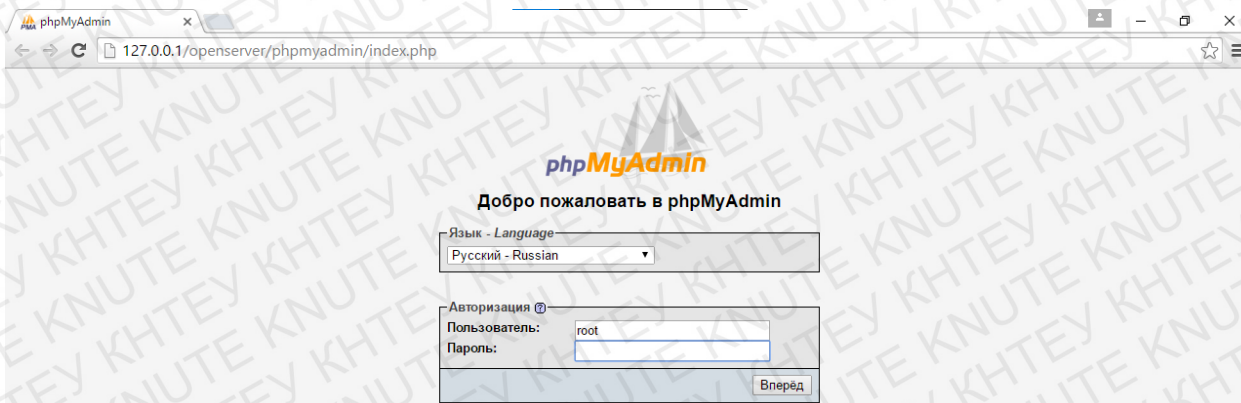 phpMyAdmin
127.0.0.1/openserver/phpmyadmin/index.php
phpMyAdmin
Добро пожаловать в phpMyAdmin
Язык - Language
Русский - Russian
Авторизация
Пользователь: root
Пароль:
Вперёд